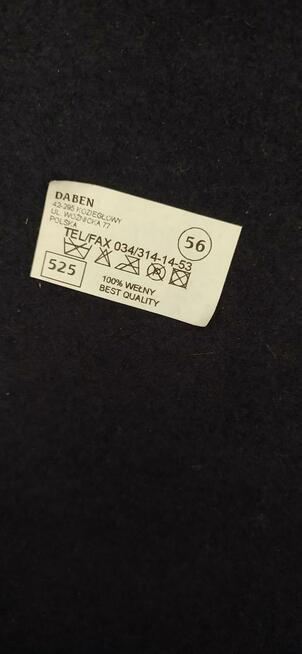 DABEN
42-295 KOZIEGŁOWY
UL. WOŹNICKA 77
POLSKA
TEL/FAX 034/314-14-53
56
525
100% WEŁNY
BEST QUALITY